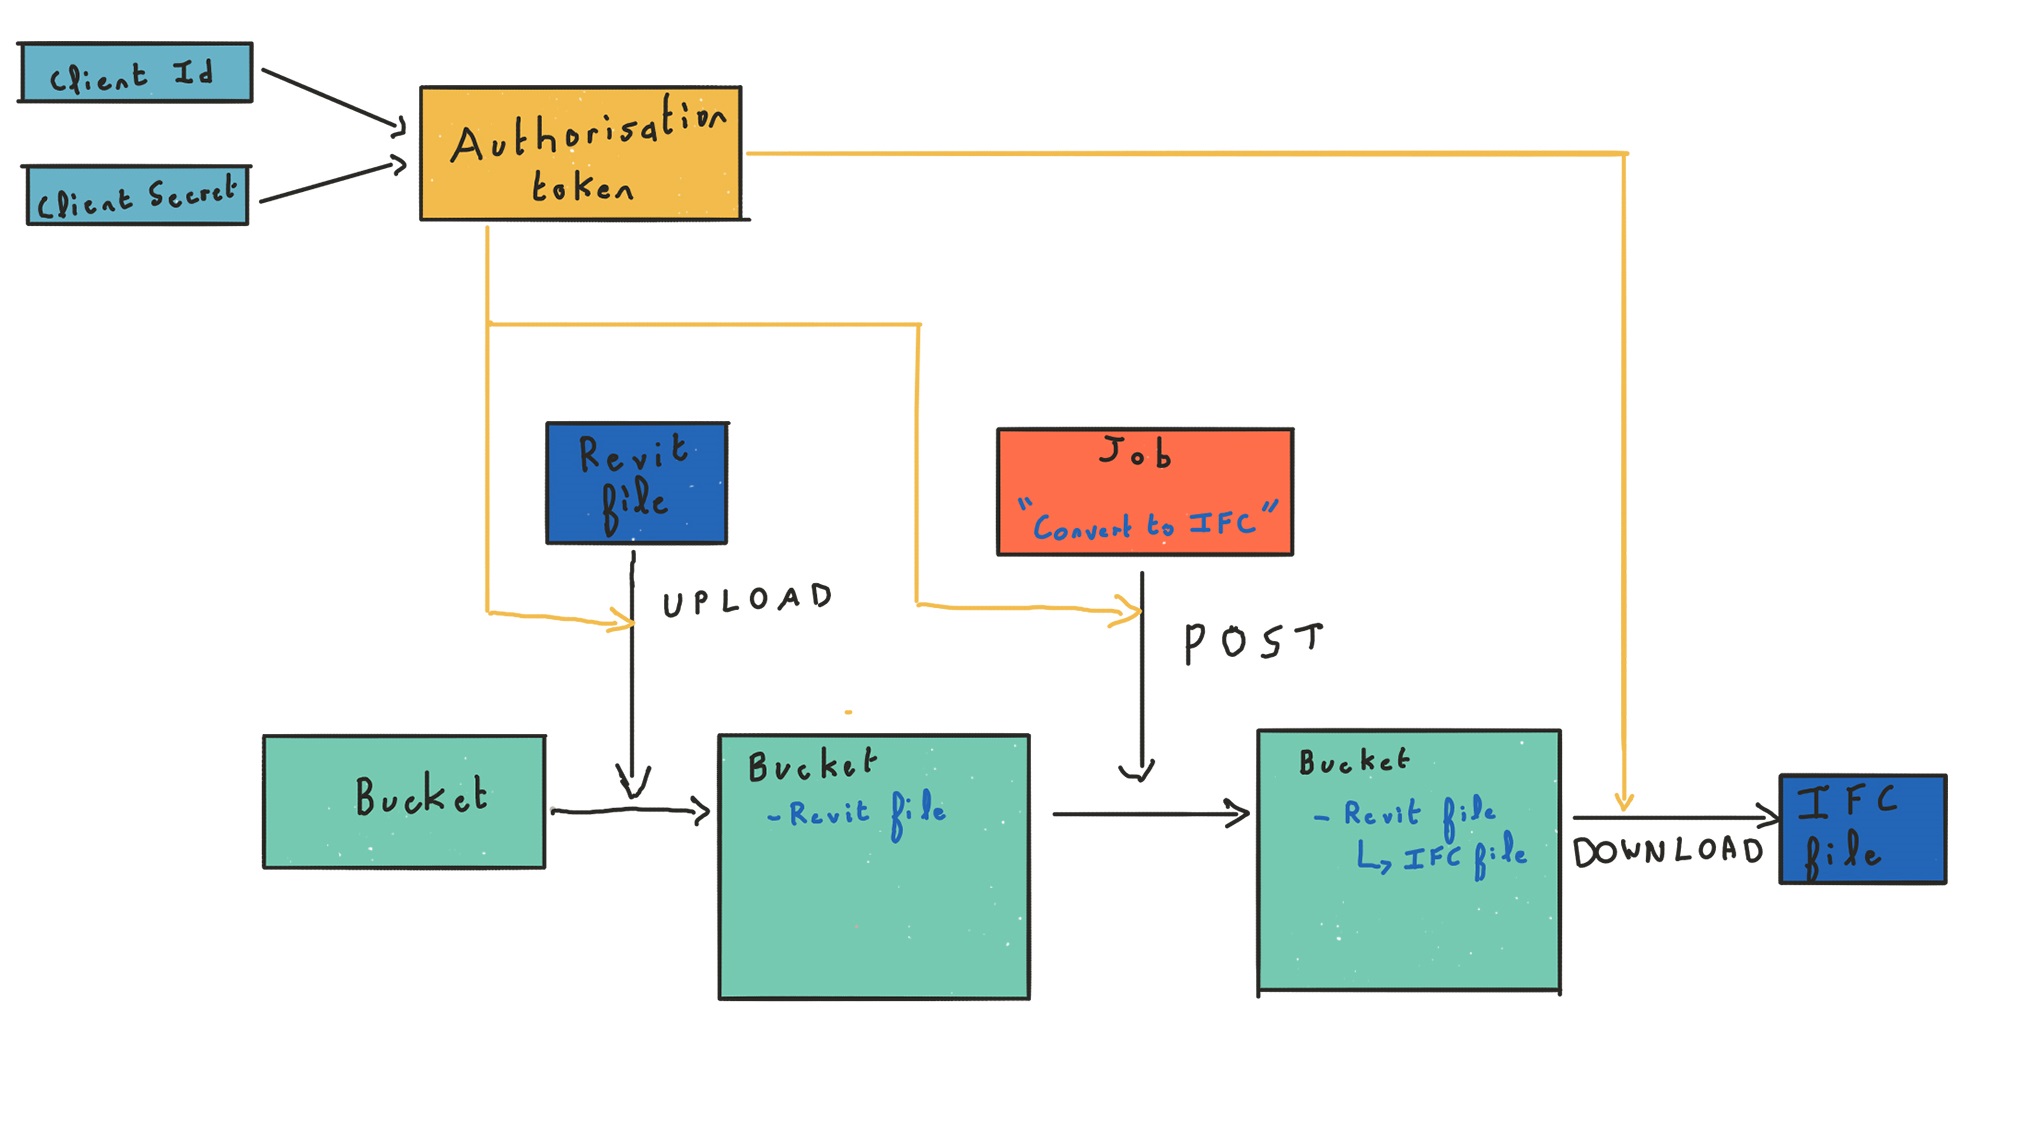 Client Id
Client Secret
Authorisation
token
Revit
file
UPLOAD
Job
"Convert to IFC"
POST
Bucket
Bucket
- Revit file
Bucket
- Revit file
↳ IFC file
DOWNLOAD
IFC
file